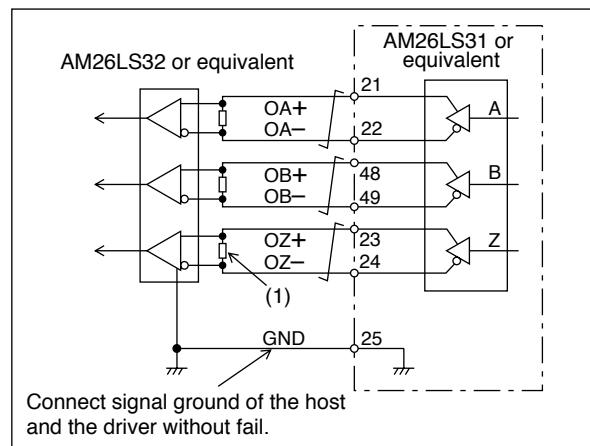 AM26LS32 or equivalent
AM26LS31 or
equivalent
21
OA+
OA−
22
A
48
OB+
OB−
49
B
23
OZ+
OZ−
24
Z
(1)
GND
25
Connect signal ground of the host
and the driver without fail.